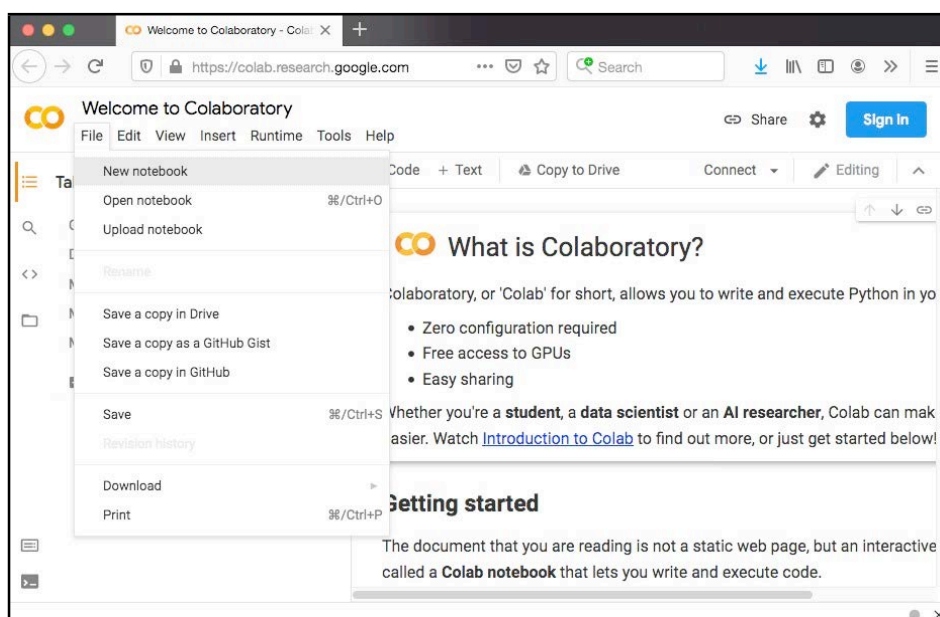 Welcome to Colaboratory - Cola
https://colab.research.google.com
Search
Welcome to Colaboratory
Share
Sign in
File Edit View Insert Runtime Tools Help
Code + Text Copy to Drive Connect Editing
Ta
New notebook
Open notebook ⌘/Ctrl+O
Upload notebook
Rename
Save a copy in Drive
Save a copy as a GitHub Gist
Save a copy in GitHub
Save ⌘/Ctrl+S
Revision history
Download
Print ⌘/Ctrl+P
CO What is Colaboratory?
olaboratory, or 'Colab' for short, allows you to write and execute Python in yo
• Zero configuration required
• Free access to GPUs
• Easy sharing
Whether you're a student, a data scientist or an AI researcher, Colab can mak
easier. Watch Introduction to Colab to find out more, or just get started below!
Getting started
The document that you are reading is not a static web page, but an interactive
called a Colab notebook that lets you write and execute code.